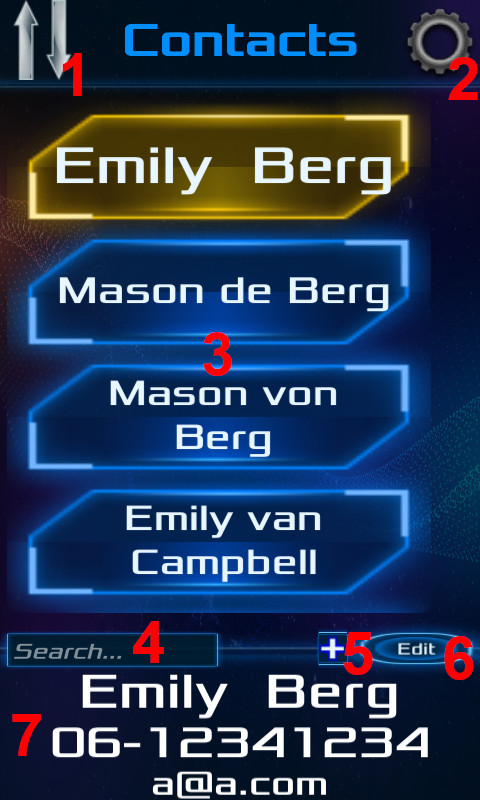 Contacts
1
2
Emily Berg
Mason de Berg
3
Mason von
Berg
Emily van
Campbell
Search...
4
+
5
Edit
6
Emily Berg
7
06-12341234
a@a.com